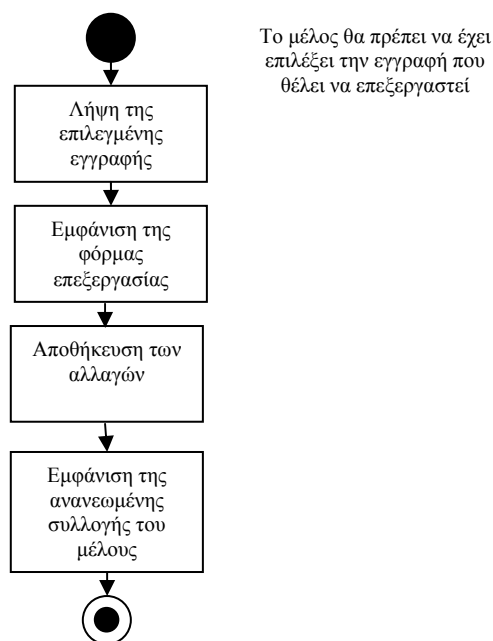 Το μέλος θα πρέπει να έχει
επιλέξει την εγγραφή που
θέλει να επεξεργαστεί
Λήψη της
επιλεγμένης
εγγραφής
Εμφάνιση της
φόρμας
επεξεργασίας
Αποθήκευση των
αλλαγών
Εμφάνιση της
ανανεωμένης
συλλογής του
μέλους